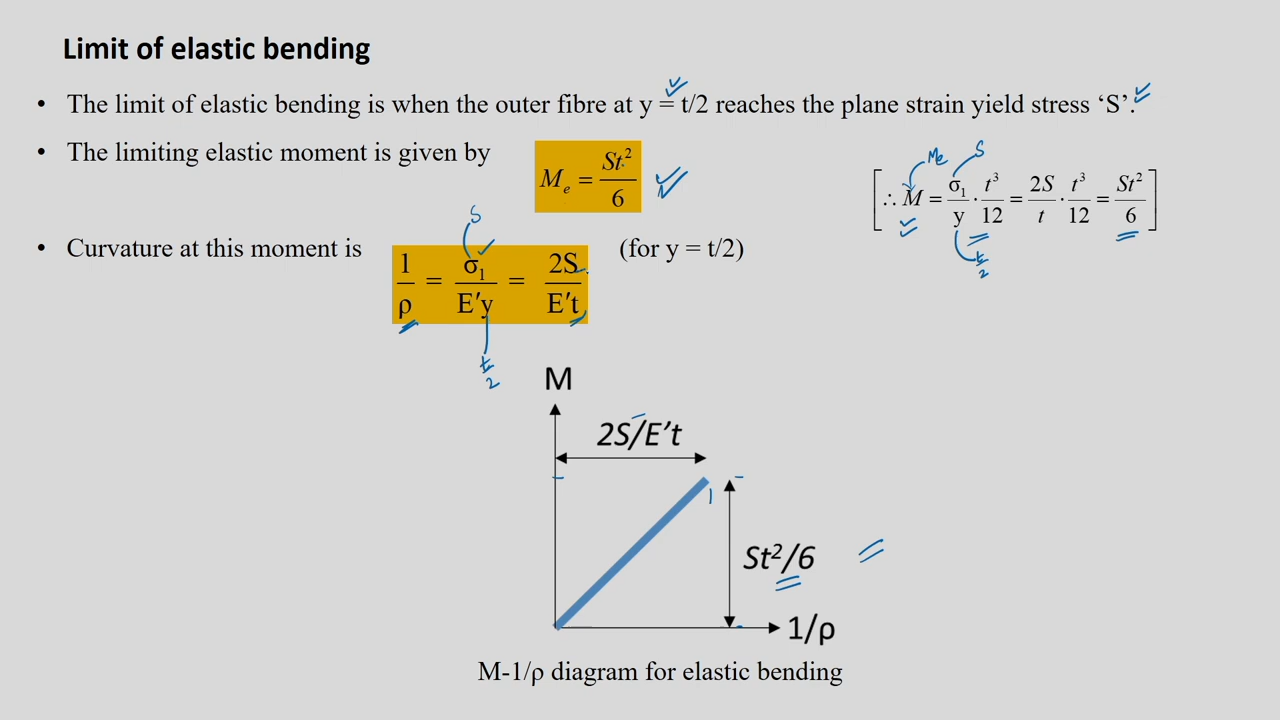 Limit of elastic bending
• The limit of elastic bending is when the outer fibre at y = t/2 reaches the plane strain yield stress ‘S’.
• The limiting elastic moment is given by Mₑ = St²/6
Me S
[∴ M = σ₁/y · t³/12 = 2S/t · t³/12 = St²/6]
t/2
S
• Curvature at this moment is 1/ρ = σ₁/E′y = 2S/E′t (for y = t/2)
t/2
M
2S/E’t
St²/6
1/ρ
M-1/ρ diagram for elastic bending